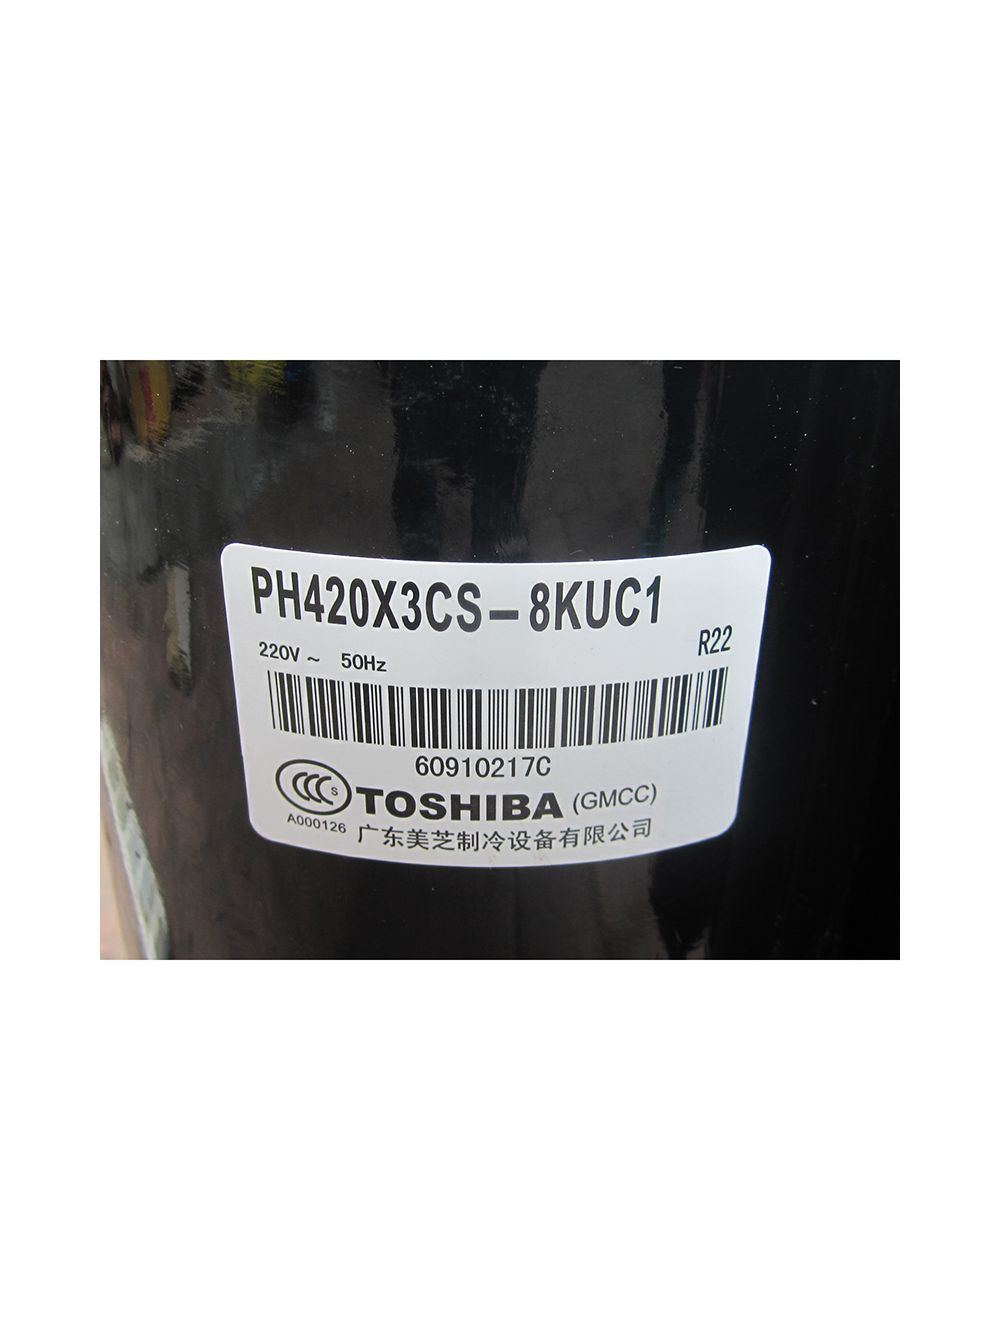 PH420X3CS-8KUC1
220V ~ 50Hz R22
60910217C
CCC S TOSHIBA (GMCC)
A000126 广东美芝制冷设备有限公司